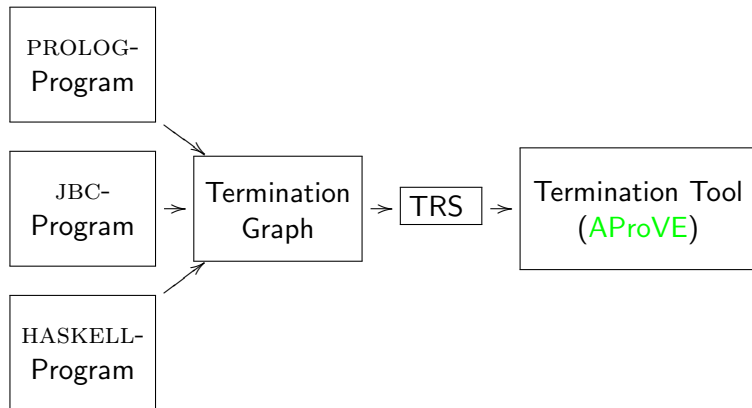 PROLOG-
Program
JBC-
Program
HASKELL-
Program
Termination
Graph
TRS
Termination Tool
(AProVE)